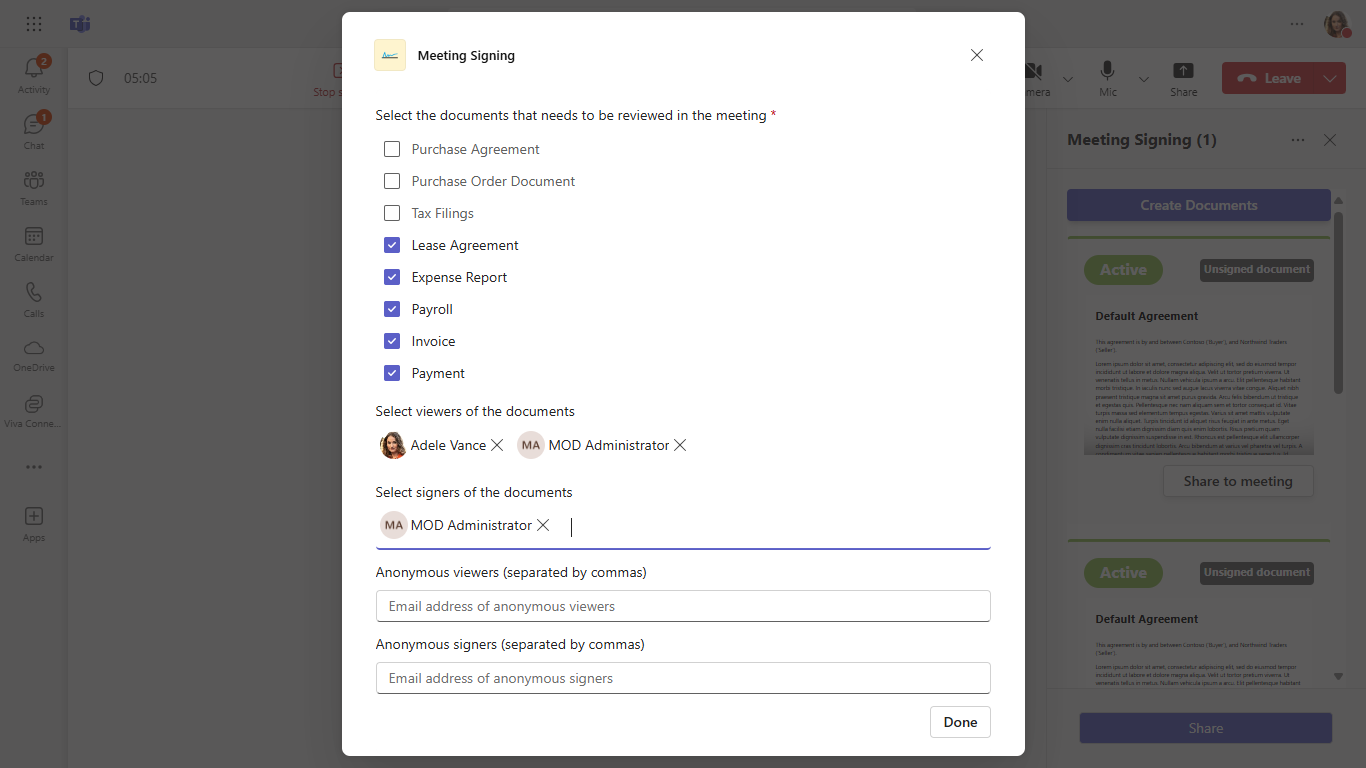 Meeting Signing
Select the documents that needs to be reviewed in the meeting *
Purchase Agreement
Purchase Order Document
Tax Filings
Lease Agreement
Expense Report
Payroll
Invoice
Payment
Select viewers of the documents
Adele Vance
MA MOD Administrator
Select signers of the documents
MA MOD Administrator
Anonymous viewers (separated by commas)
Email address of anonymous viewers
Anonymous signers (separated by commas)
Email address of anonymous signers
Done
2
Activity
1
Chat
Teams
Calendar
Calls
OneDrive
Viva Conne...
Apps
05:05
Stop s
mera
Mic
Share
Leave
Meeting Signing (1)
Create Documents
Active
Unsigned document
Default Agreement
This agreement is by and between Contoso ('Buyer'), and Northwind Traders
('Seller').
Share to meeting
Active
Unsigned document
Default Agreement
This agreement is by and between Contoso ('Buyer'), and Northwind Traders
('Seller').
Share